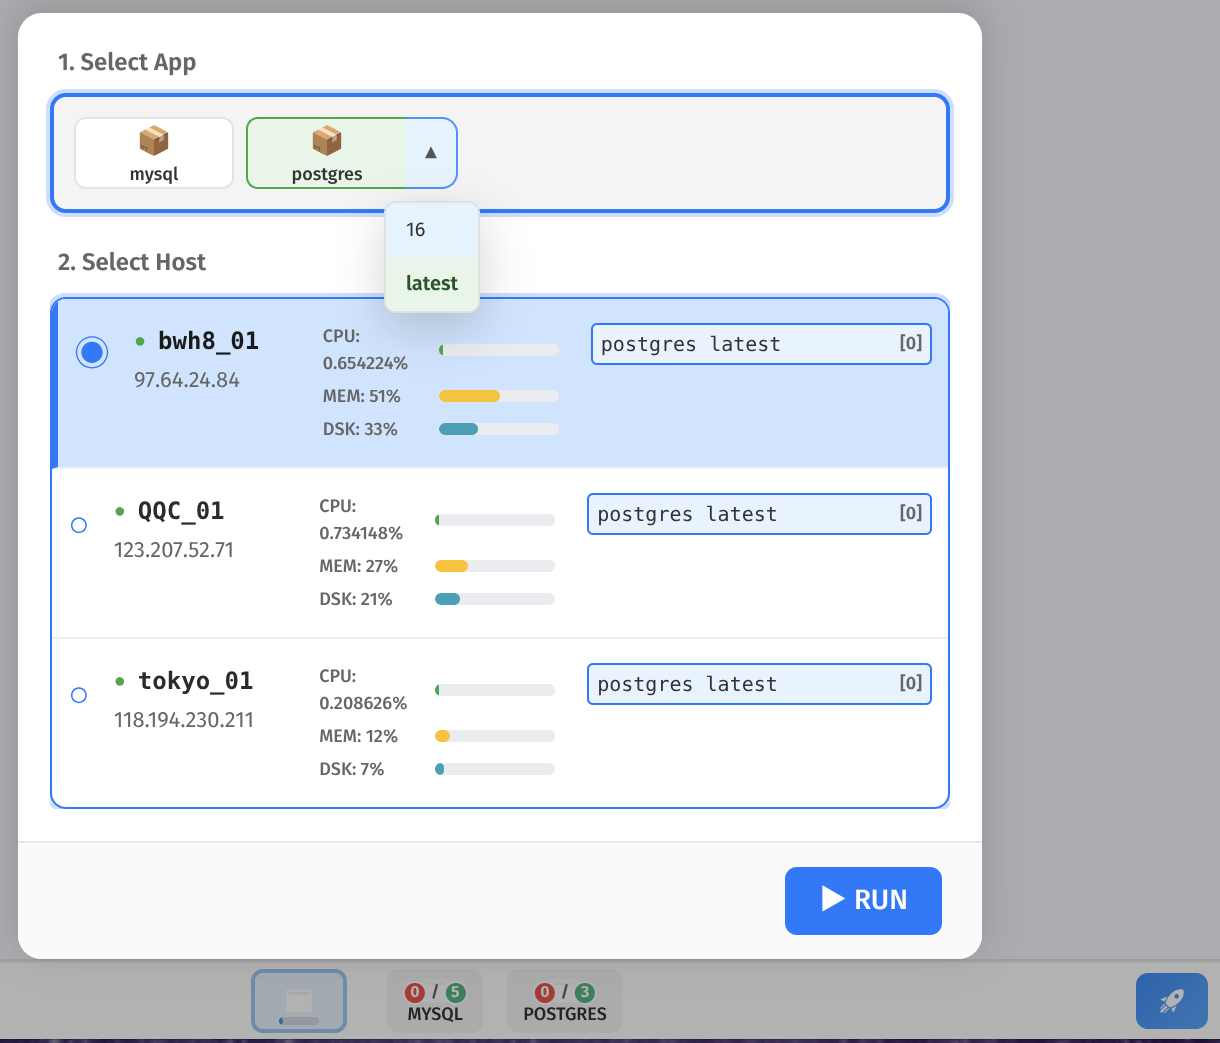 1. Select App
mysql
postgres
▲
16
latest
2. Select Host
bwh8_01
97.64.24.84
CPU:
0.654224%
MEM: 51%
DSK: 33%
postgres latest [0]
QQC_01
123.207.52.71
CPU:
0.734148%
MEM: 27%
DSK: 21%
postgres latest [0]
tokyo_01
118.194.230.211
CPU:
0.208626%
MEM: 12%
DSK: 7%
postgres latest [0]
▶ RUN
0 / 5
MYSQL
0 / 3
POSTGRES